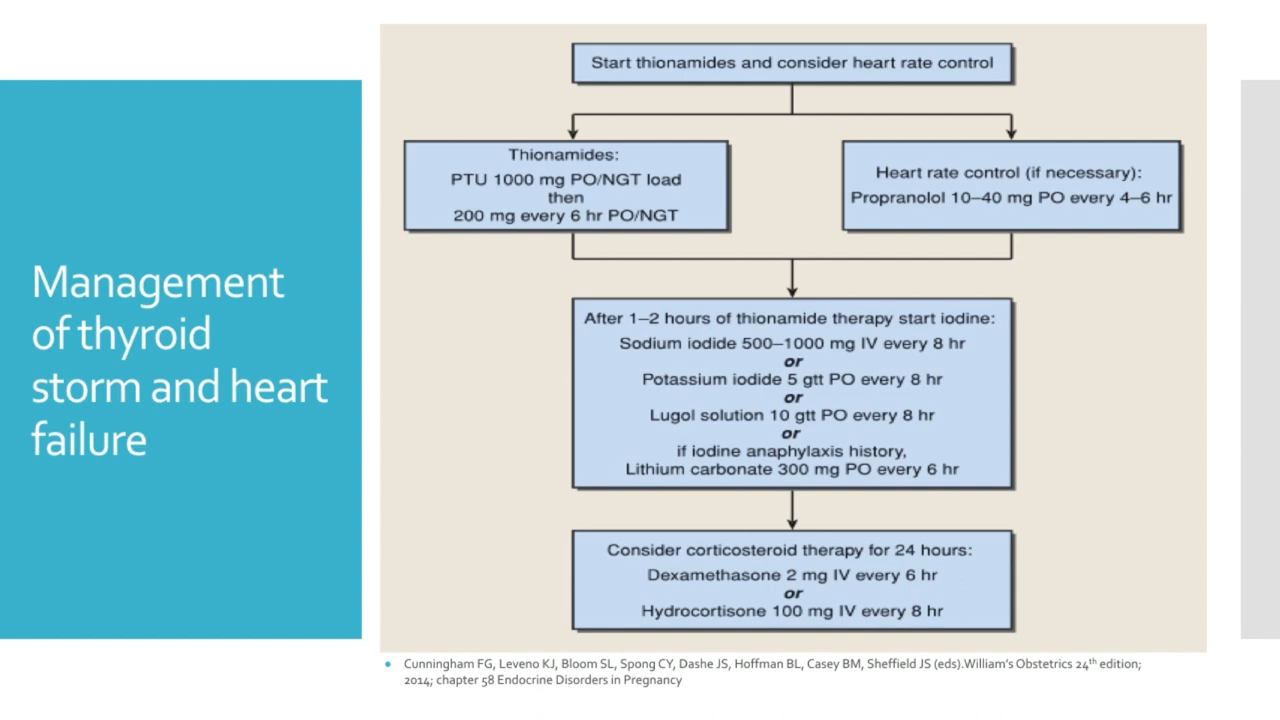 Management
of thyroid
storm and heart
failure
Start thionamides and consider heart rate control
Thionamides:
PTU 1000 mg PO/NGT load
then
200 mg every 6 hr PO/NGT
Heart rate control (if necessary):
Propranolol 10–40 mg PO every 4–6 hr
After 1–2 hours of thionamide therapy start iodine:
Sodium iodide 500–1000 mg IV every 8 hr
or
Potassium iodide 5 gtt PO every 8 hr
or
Lugol solution 10 gtt PO every 8 hr
or
if iodine anaphylaxis history,
Lithium carbonate 300 mg PO every 6 hr
Consider corticosteroid therapy for 24 hours:
Dexamethasone 2 mg IV every 6 hr
or
Hydrocortisone 100 mg IV every 8 hr
• Cunningham FG, Leveno KJ, Bloom SL, Spong CY, Dashe JS, Hoffman BL, Casey BM, Sheffield JS (eds).William's Obstetrics 24th edition;
2014; chapter 58 Endocrine Disorders in Pregnancy